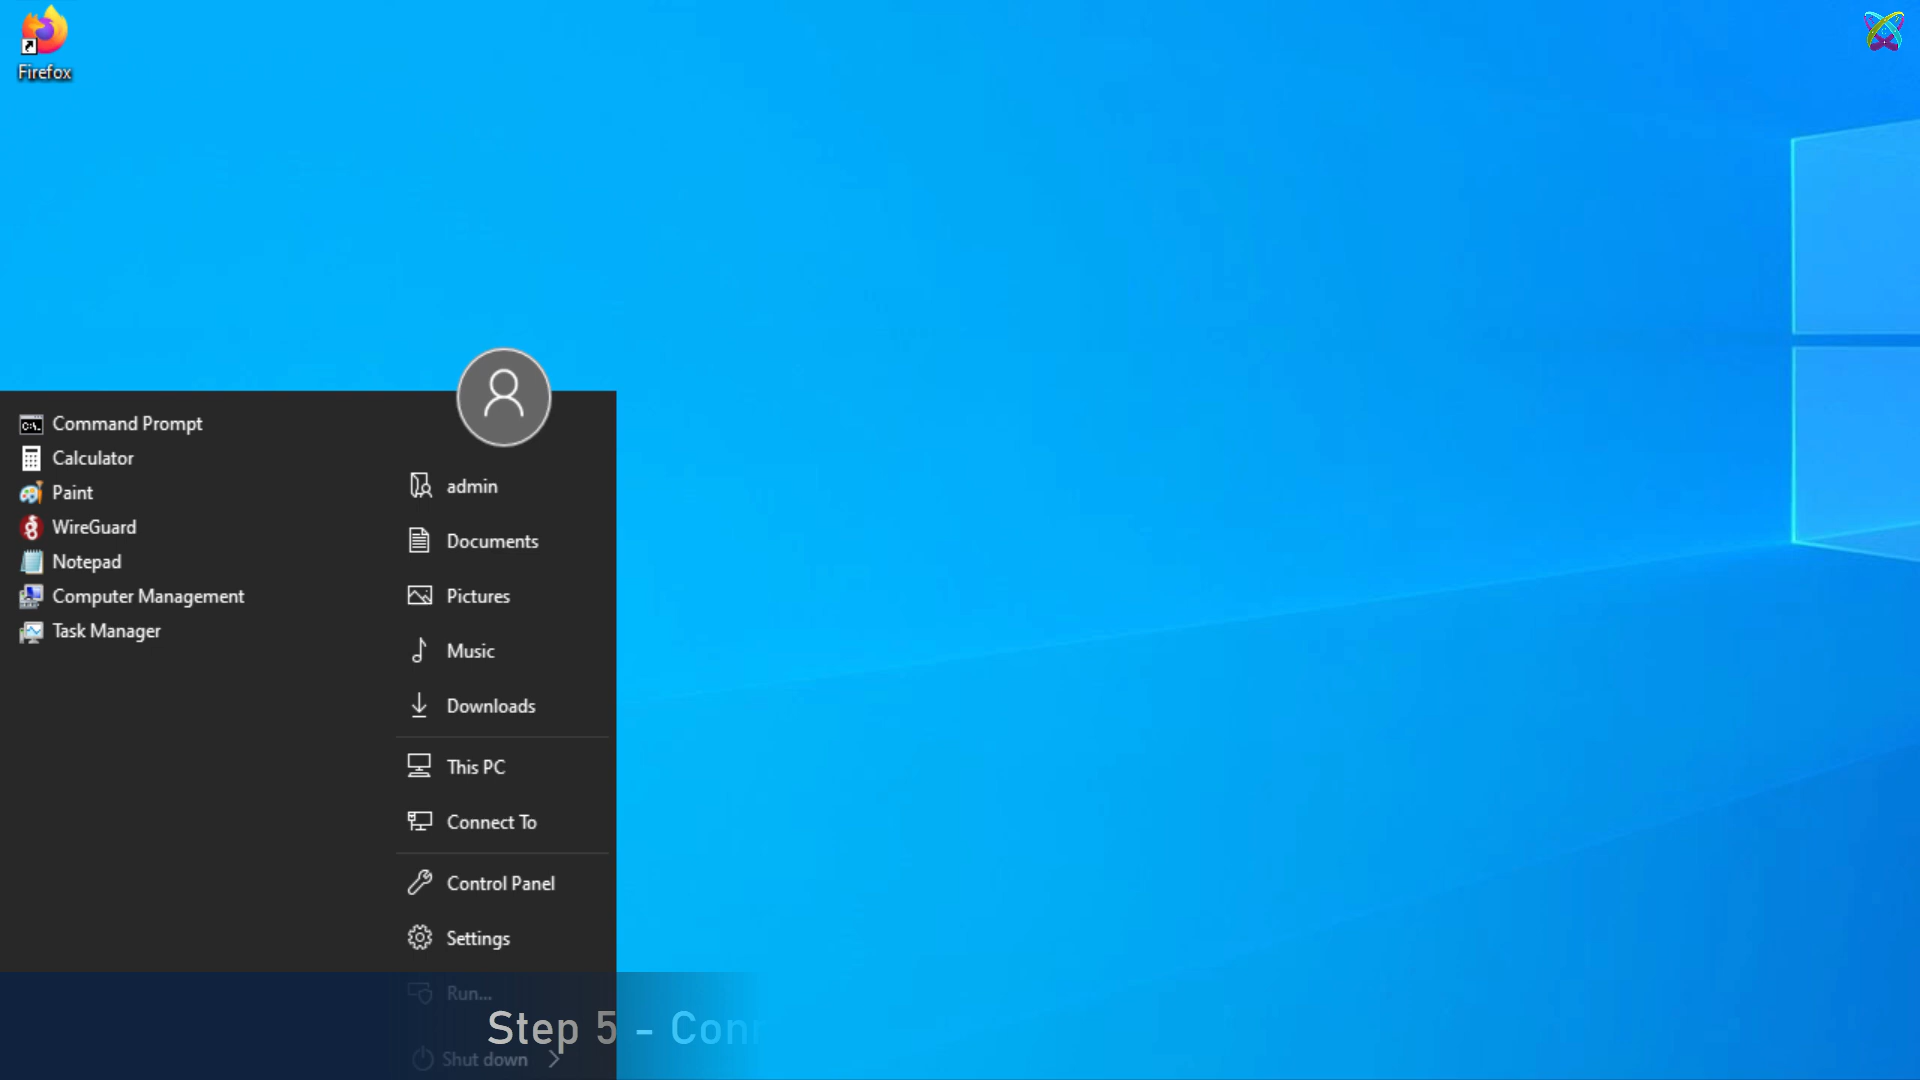 Firefox
Command Prompt
Calculator
Paint
WireGuard
Notepad
Computer Management
Task Manager
admin
Documents
Pictures
Music
Downloads
This PC
Connect To
Control Panel
Settings
Run...
Step 5 - Con
Shut down